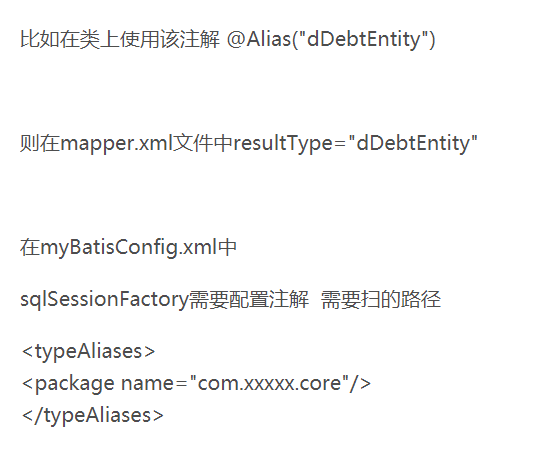 比如在类上使用该注解 @Alias("dDebtEntity")
则在mapper.xml文件中resultType="dDebtEntity"
在myBatisConfig.xml中
sqlSessionFactory需要配置注解  需要扫的路径
<typeAliases>
<package name="com.xxxxx.core"/>
</typeAliases>